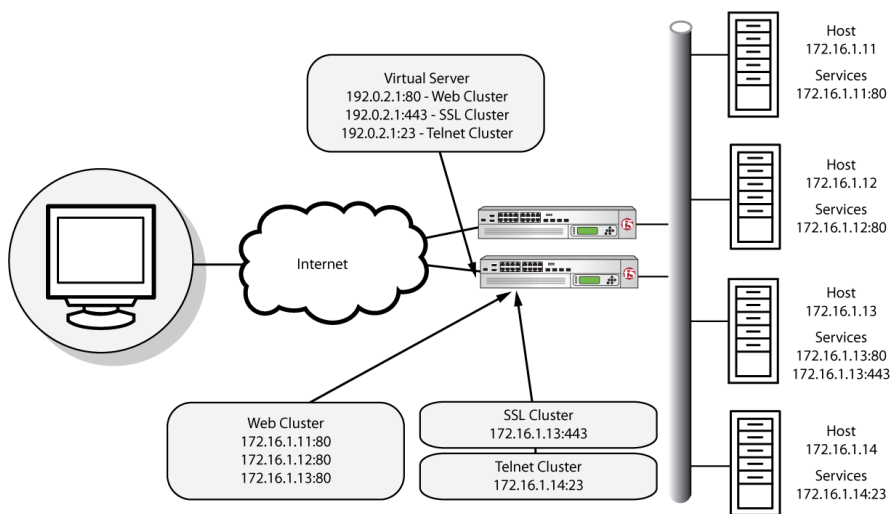 Virtual Server
192.0.2.1:80 - Web Cluster
192.0.2.1:443 - SSL Cluster
192.0.2.1:23 - Telnet Cluster
Internet
f5
f5
Web Cluster
172.16.1.11:80
172.16.1.12:80
172.16.1.13:80
SSL Cluster
172.16.1.13:443
Telnet Cluster
172.16.1.14:23
Host
172.16.1.11
Services
172.16.1.11:80
Host
172.16.1.12
Services
172.16.1.12:80
Host
172.16.1.13
Services
172.16.1.13:80
172.16.1.13:443
Host
172.16.1.14
Services
172.16.1.14:23